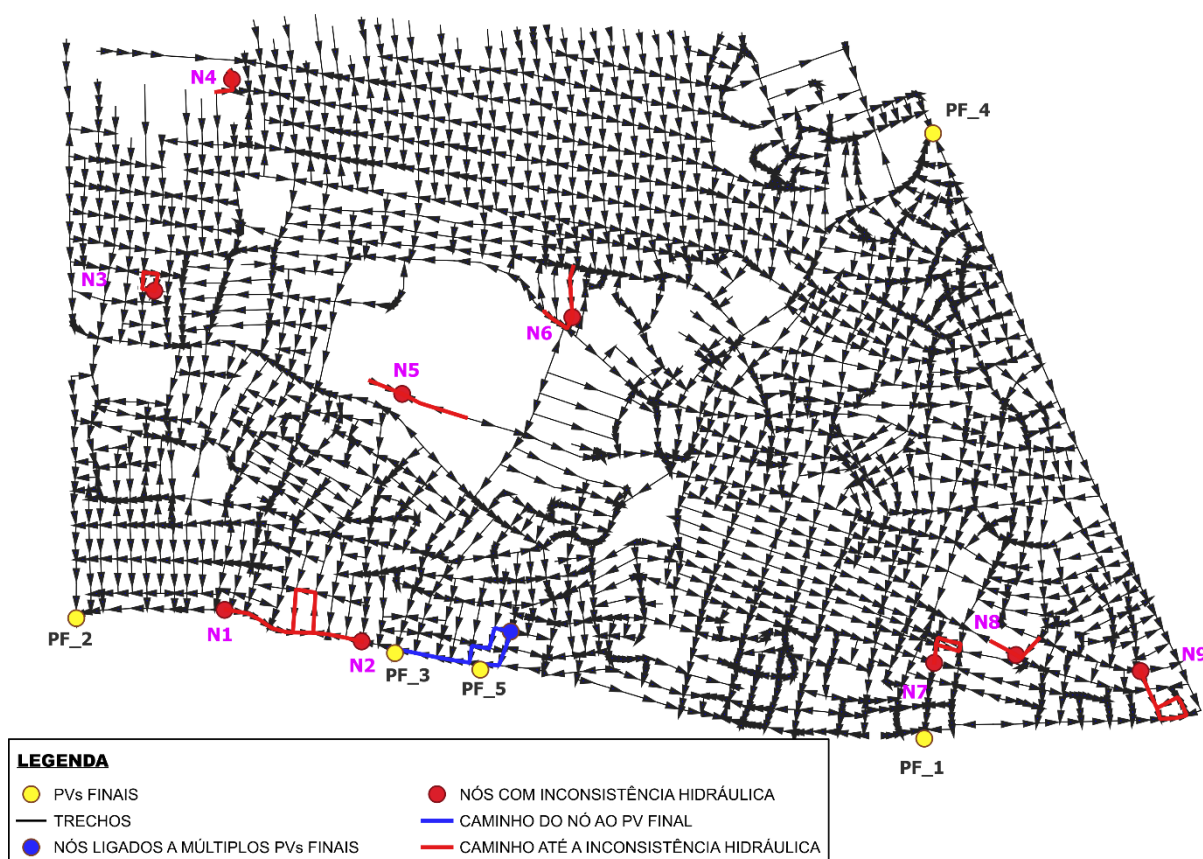 N4
PF_4
N3
N6
N5
PF_2
N1
N2
PF_3
PF_5
N8
N9
N7
PF_1
LEGENDA
PVs FINAIS
TRECHOS
NÓS LIGADOS A MÚLTIPLOS PVs FINAIS
NÓS COM INCONSISTÊNCIA HIDRÁULICA
CAMINHO DO NÓ AO PV FINAL
CAMINHO ATÉ A INCONSISTÊNCIA HIDRÁULICA